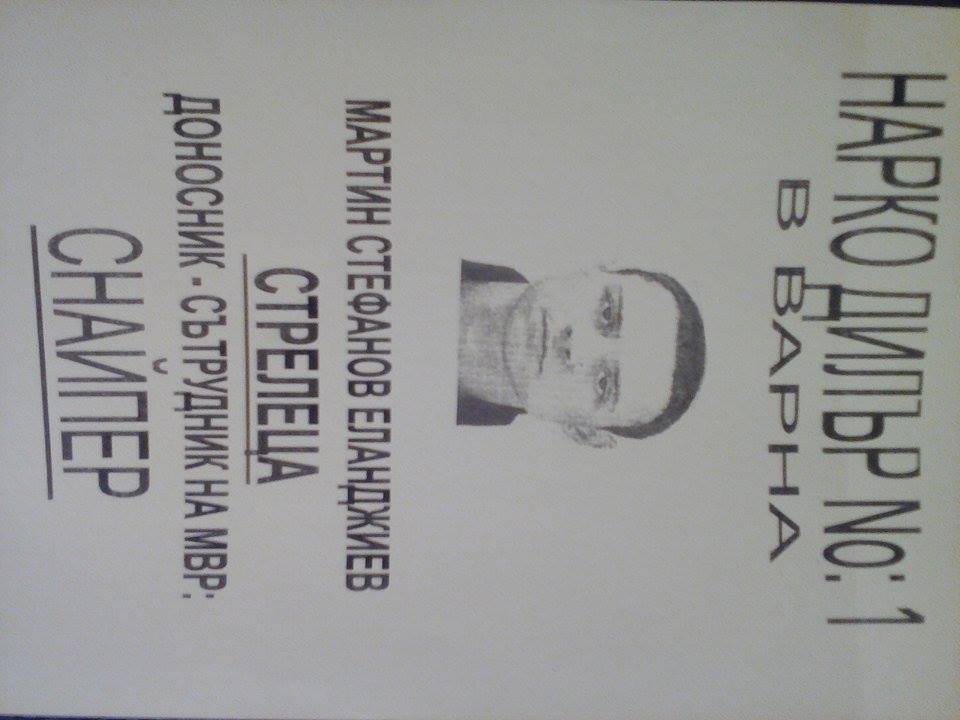 НАРКО ДИЛЪР No: 1
В ВАРНА
МАРТИН СТЕФАНОВ ЕЛАНДЖИЕВ
СТРЕЛЕЦА
ДОНОСНИК - СЪТРУДНИК НА МВР:
СНАЙПЕР